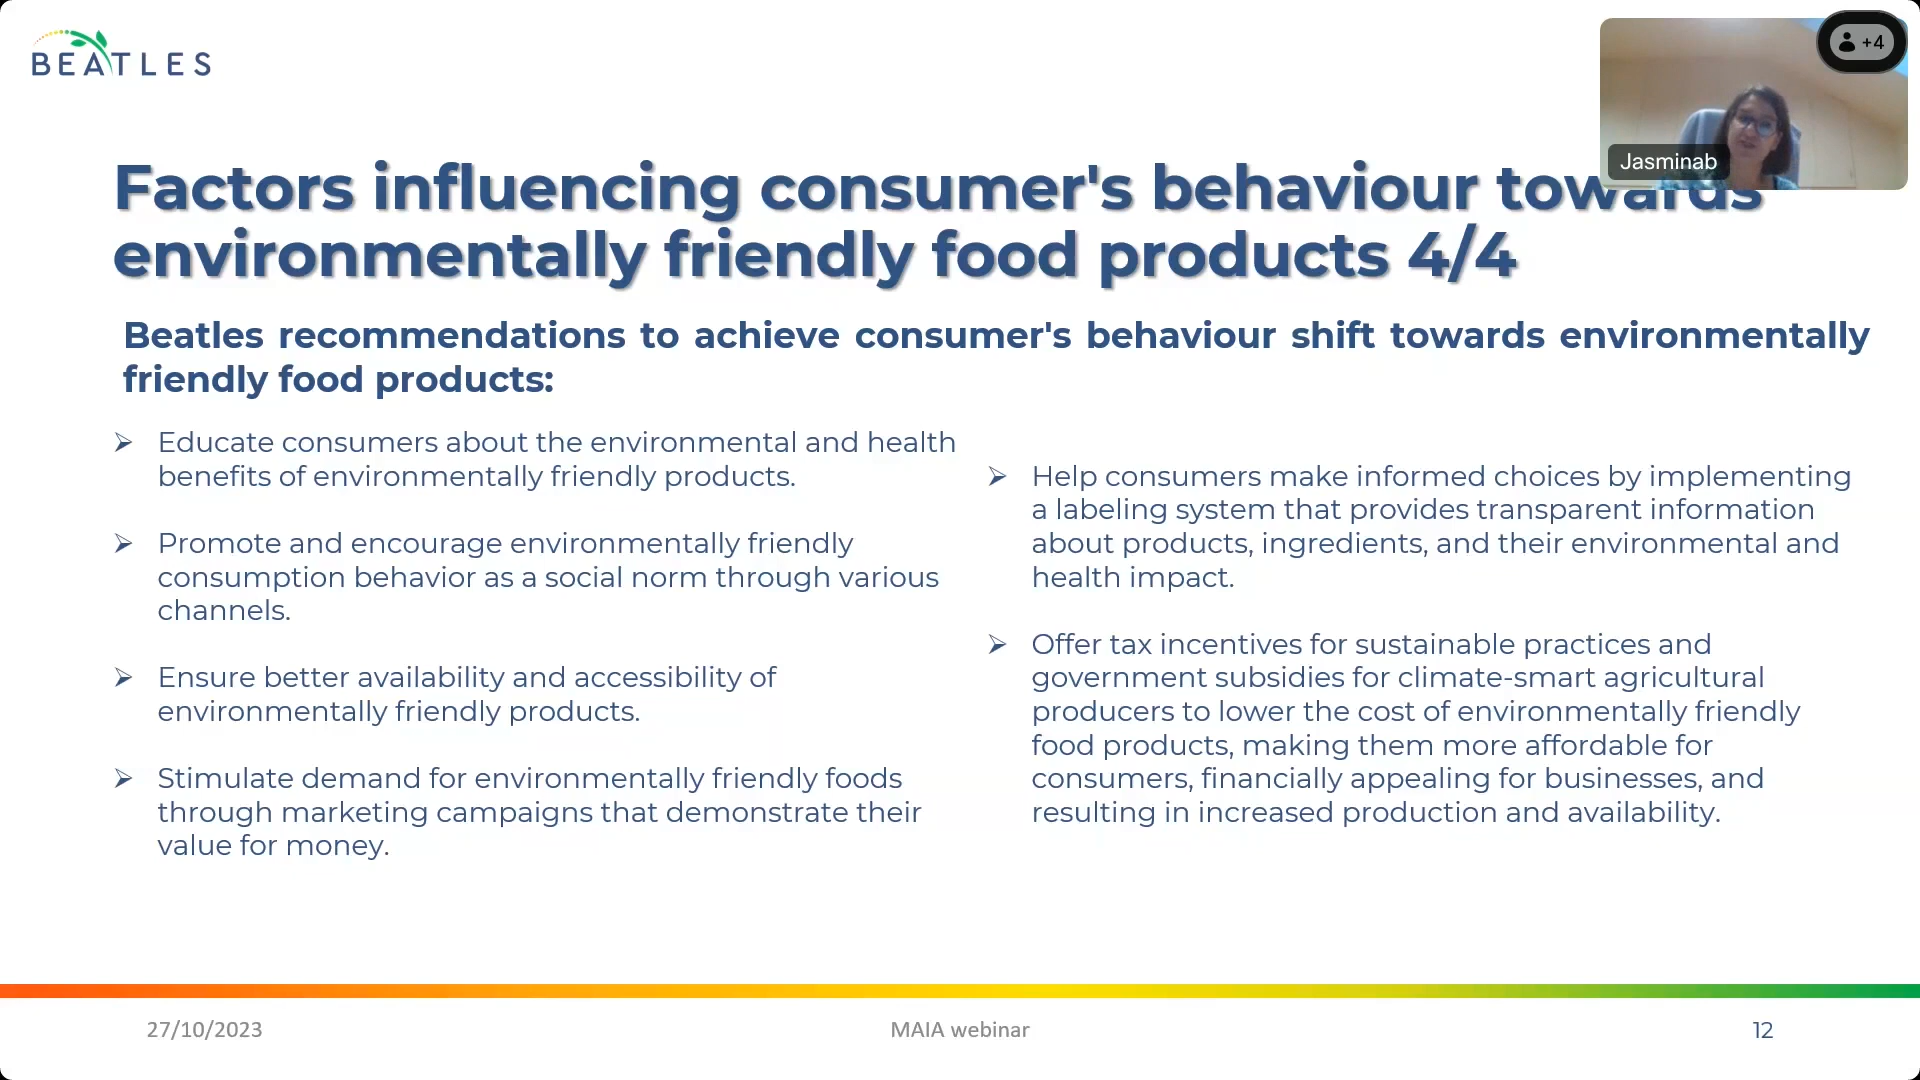 BEATLES
+4
Jasminab
Factors influencing consumer's behaviour towards
environmentally friendly food products 4/4
Beatles recommendations to achieve consumer's behaviour shift towards environmentally
friendly food products:
Educate consumers about the environmental and health
benefits of environmentally friendly products.
Promote and encourage environmentally friendly
consumption behavior as a social norm through various
channels.
Ensure better availability and accessibility of
environmentally friendly products.
Stimulate demand for environmentally friendly foods
through marketing campaigns that demonstrate their
value for money.
Help consumers make informed choices by implementing
a labeling system that provides transparent information
about products, ingredients, and their environmental and
health impact.
Offer tax incentives for sustainable practices and
government subsidies for climate-smart agricultural
producers to lower the cost of environmentally friendly
food products, making them more affordable for
consumers, financially appealing for businesses, and
resulting in increased production and availability.
27/10/2023
MAIA webinar
12